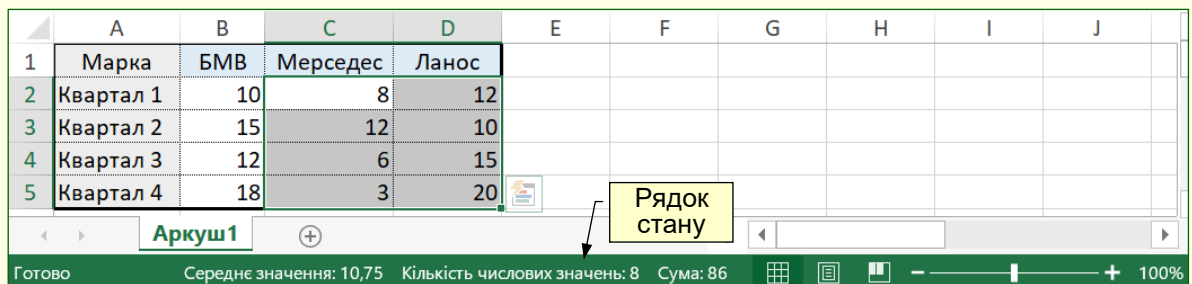 A B C D E F G H I J
1 Марка БМВ Мерседес Ланос
2 Квартал 1 10 8 12
3 Квартал 2 15 12 10
4 Квартал 3 12 6 15
5 Квартал 4 18 3 20
Рядок
стану
Аркуш1
Готово Середнє значення: 10,75 Кількість числових значень: 8 Сума: 86 100%